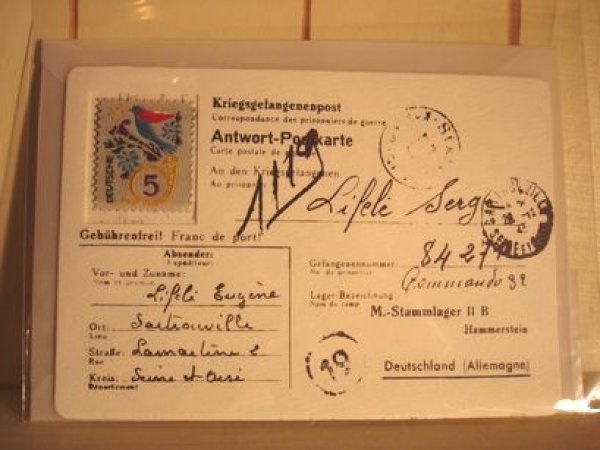 DEUTSCHE
5
Kriegsgefangenenpost
Correspondance des prisonniers de guerre
Antwort-Postkarte
Carte postale de
An den Kriegsgefangenen
Au prisonnier
Lifeli Serge
Gebührenfrei! Franc de port!
Absender:
Expéditeur:
Vor- und Zuname:
Nom et prénom
Lifeli Eugène
Ort:
Lieu
Sartrouville
Straße:
Rue
Lamartine 2
Kreis:
Département
Seine et Oise
Gefangenennummer
No. du prisonnier
8427
Commando 92
Lager-Bezeichnung
Nom du camp
M.-Stammlager II B
Hammerstein
Deutschland (Allemagne)